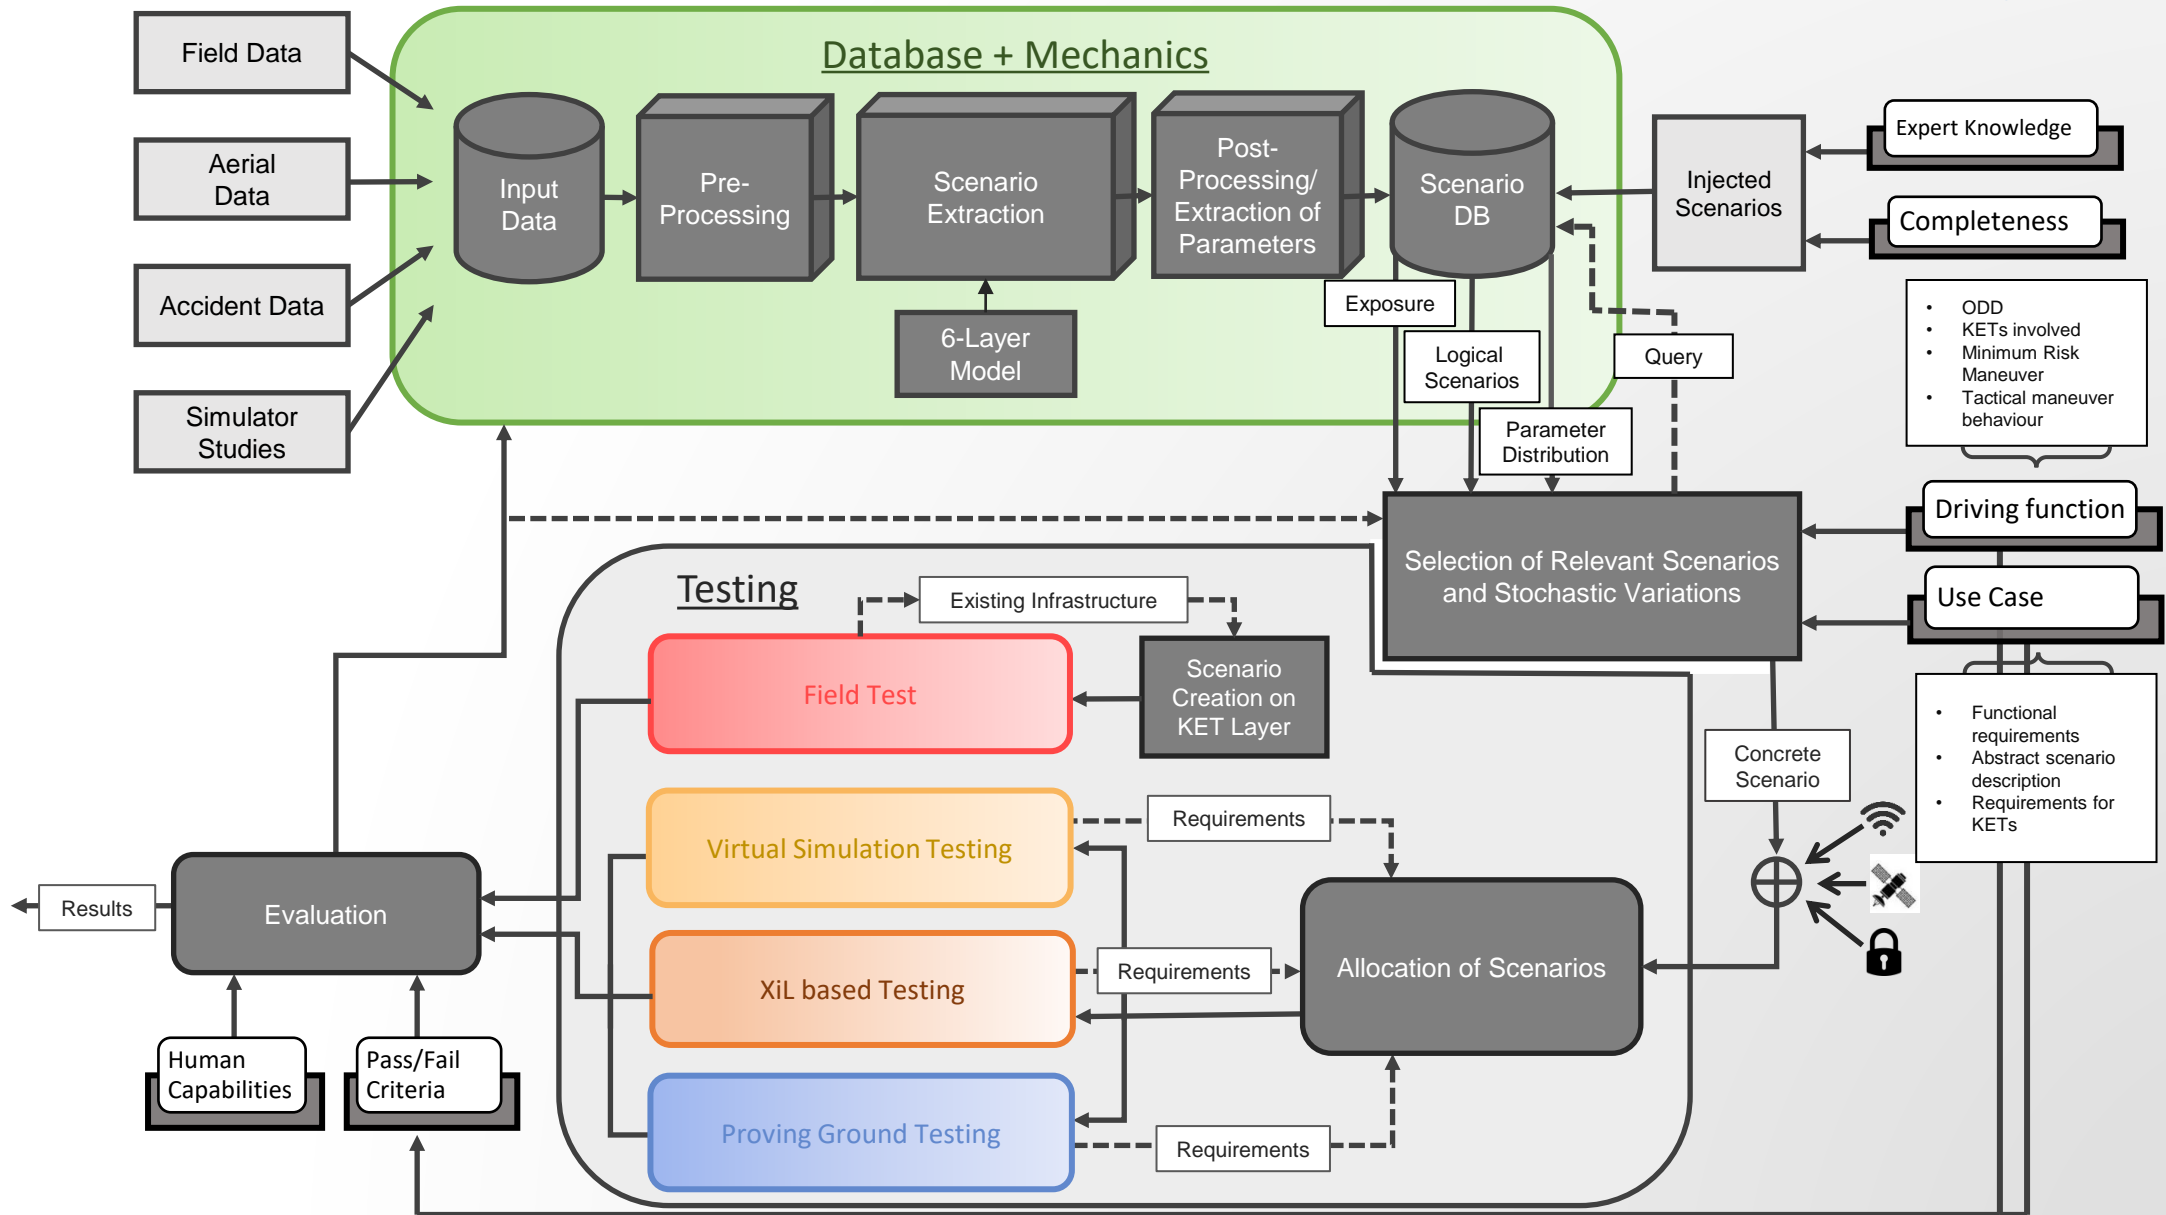 Field Data
Aerial
Data
Accident Data
Simulator
Studies
Database + Mechanics
Input
Data
Pre-
Processing
Scenario
Extraction
Post-
Processing/
Extraction of
Parameters
Scenario
DB
6-Layer
Model
Injected
Scenarios
Expert Knowledge
Completeness
Exposure
Logical
Scenarios
Parameter
Distribution
Query
• ODD
• KETs involved
• Minimum Risk
Maneuver
• Tactical maneuver
behaviour
Driving function
Use Case
• Functional
requirements
• Abstract scenario
description
• Requirements for
KETs
Selection of Relevant Scenarios
and Stochastic Variations
Concrete
Scenario
Testing
Existing Infrastructure
Field Test
Scenario
Creation on
KET Layer
Virtual Simulation Testing
Requirements
XiL based Testing
Requirements
Allocation of Scenarios
Proving Ground Testing
Requirements
Results
Evaluation
Human
Capabilities
Pass/Fail
Criteria